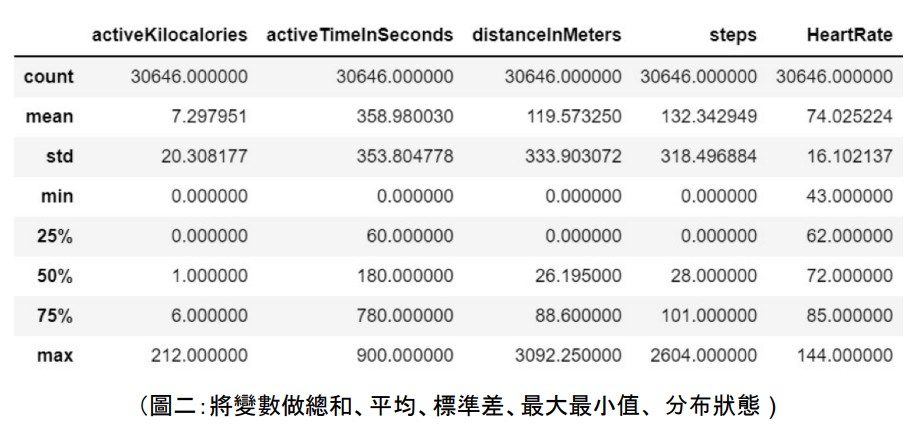 activeKilocalories activeTimeInSeconds distanceInMeters steps HeartRate
count 30646.000000 30646.000000 30646.000000 30646.000000 30646.000000
mean 7.297951 358.980030 119.573250 132.342949 74.025224
std 20.308177 353.804778 333.903072 318.496884 16.102137
min 0.000000 0.000000 0.000000 0.000000 43.000000
25% 0.000000 60.000000 0.000000 0.000000 62.000000
50% 1.000000 180.000000 26.195000 28.000000 72.000000
75% 6.000000 780.000000 88.600000 101.000000 85.000000
max 212.000000 900.000000 3092.250000 2604.000000 144.000000
(圖二:將變數做總和、平均、標準差、最大最小值、分布狀態)